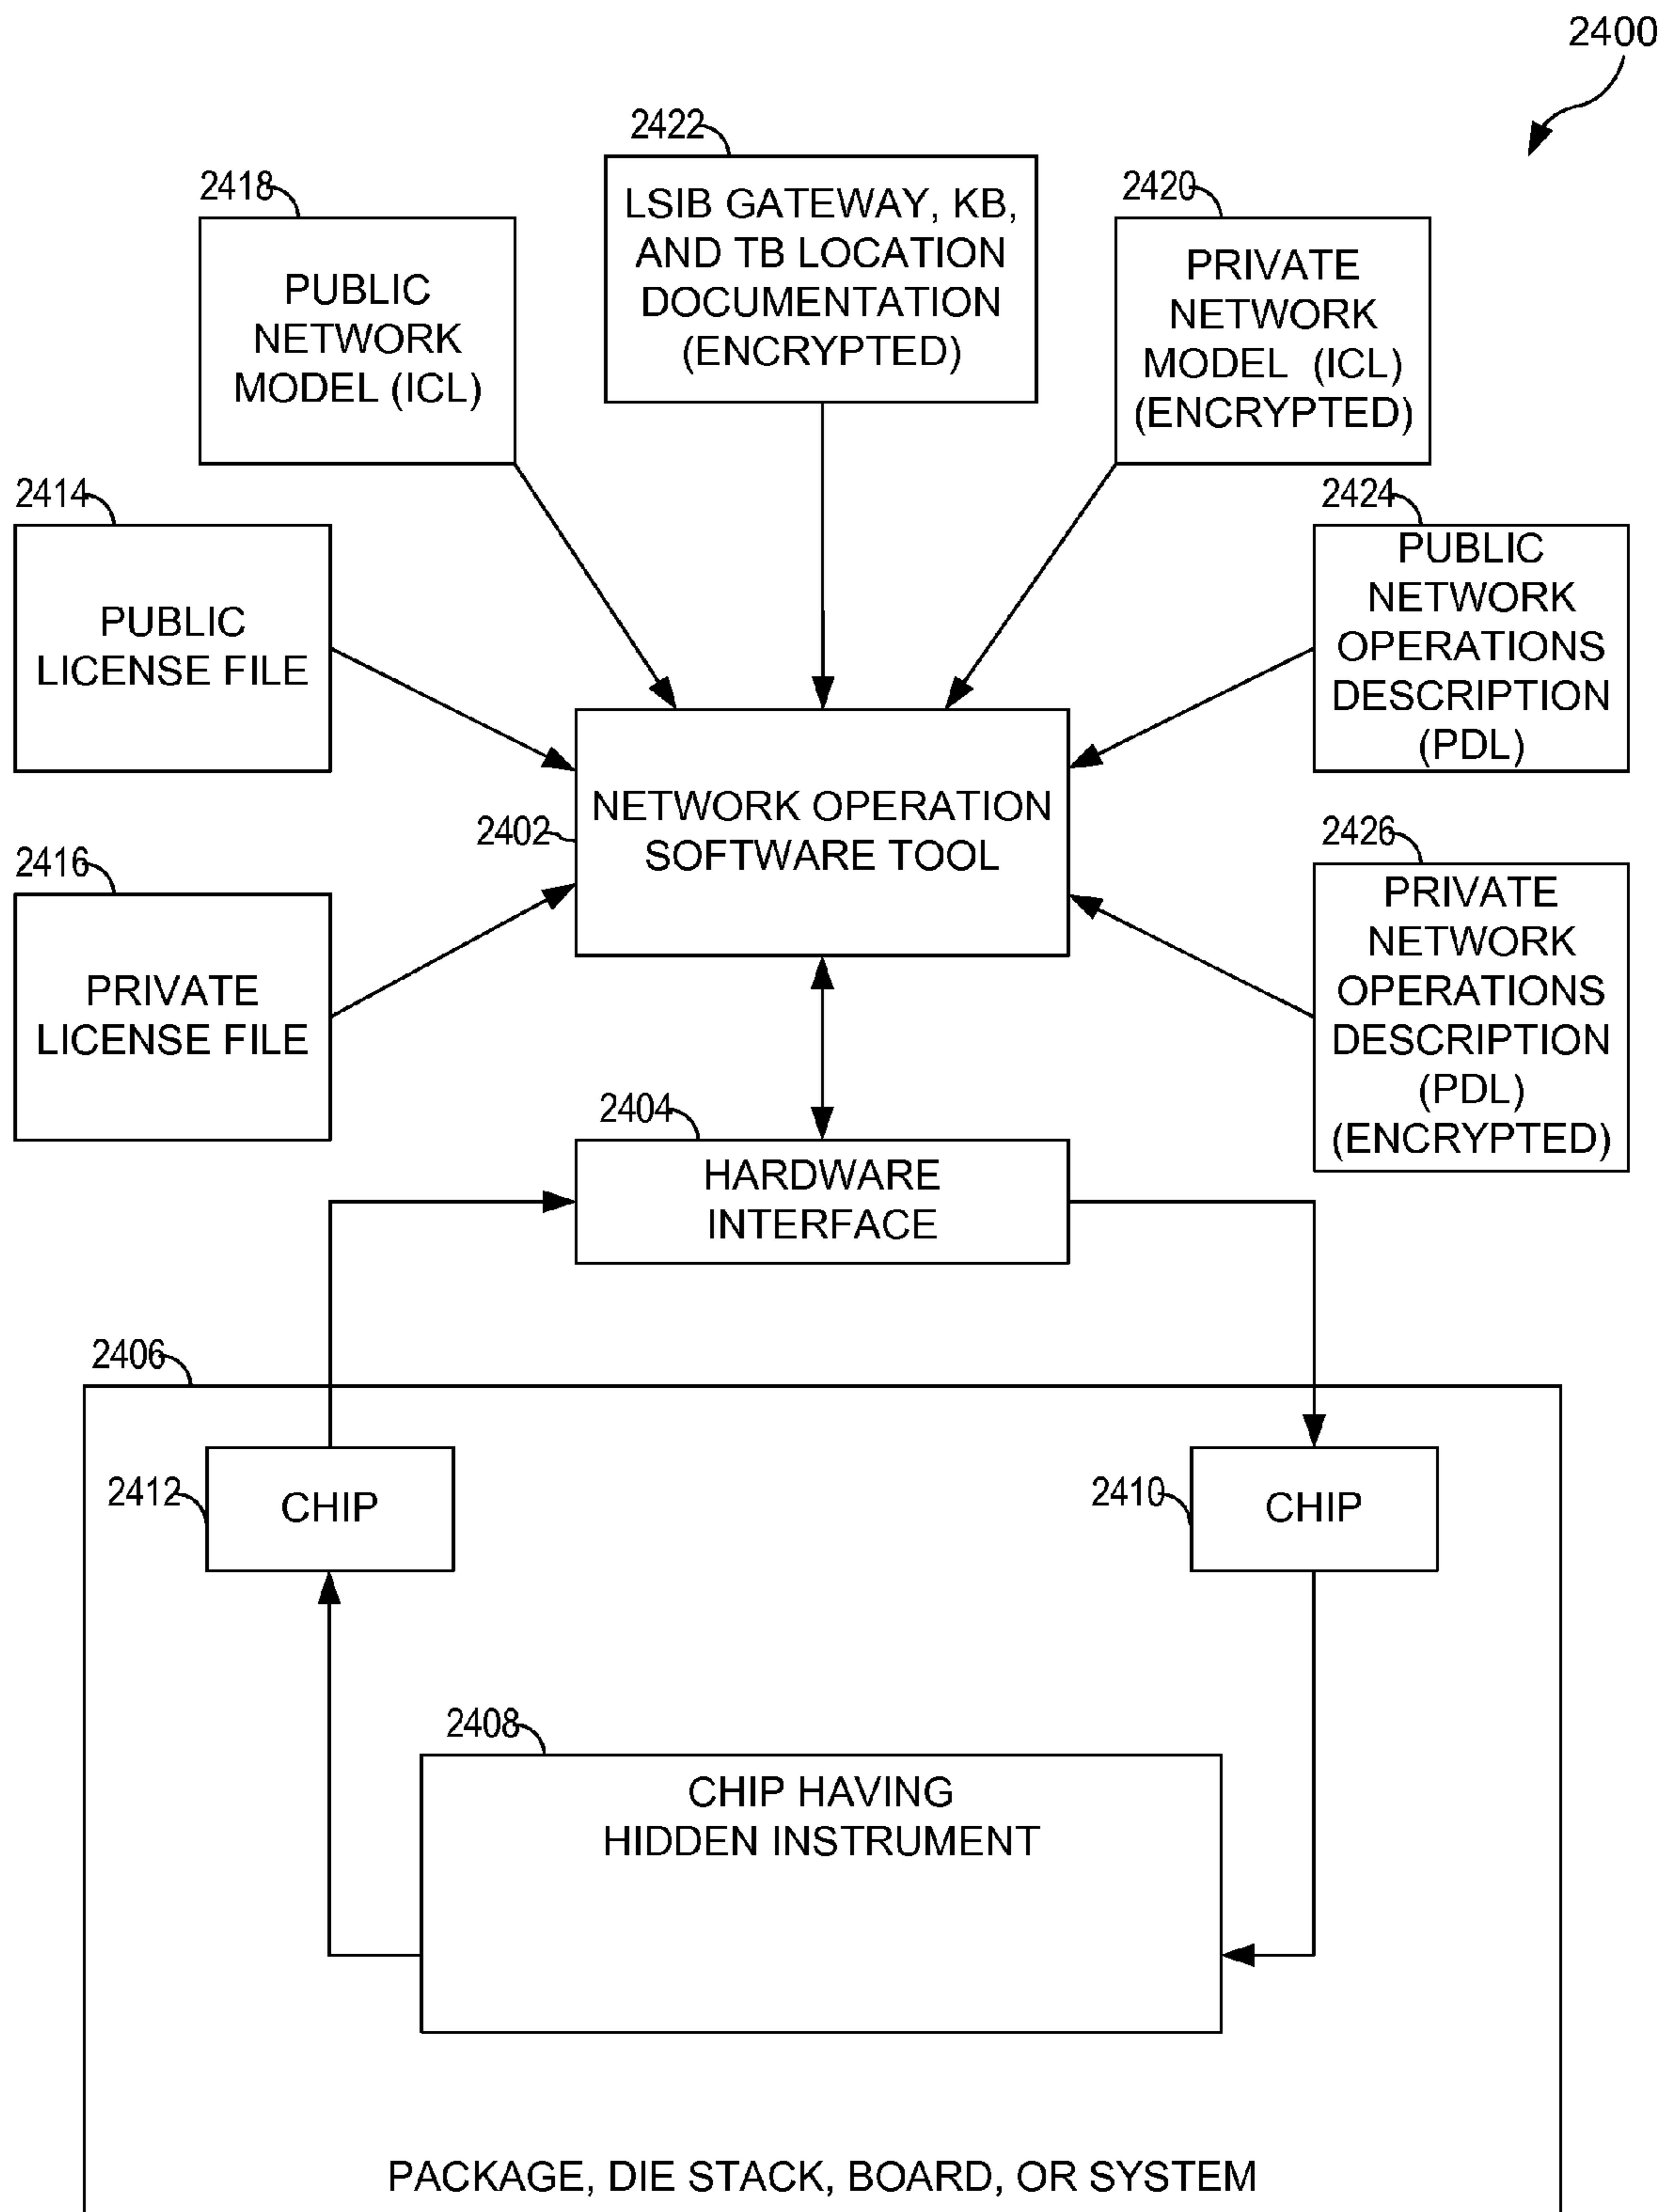 2400
2422
2418
2420
LSIB GATEWAY, KB,
AND TB LOCATION
DOCUMENTATION
(ENCRYPTED)
PUBLIC
NETWORK
MODEL (ICL)
PRIVATE
NETWORK
MODEL (ICL)
(ENCRYPTED)
2414
2424
PUBLIC
LICENSE FILE
PUBLIC
NETWORK
OPERATIONS
DESCRIPTION
(PDL)
2402
NETWORK OPERATION
SOFTWARE TOOL
2416
2426
PRIVATE
LICENSE FILE
PRIVATE
NETWORK
OPERATIONS
DESCRIPTION
(PDL)
(ENCRYPTED)
2404
HARDWARE
INTERFACE
2406
2412
CHIP
2410
CHIP
2408
CHIP HAVING
HIDDEN INSTRUMENT
PACKAGE, DIE STACK, BOARD, OR SYSTEM